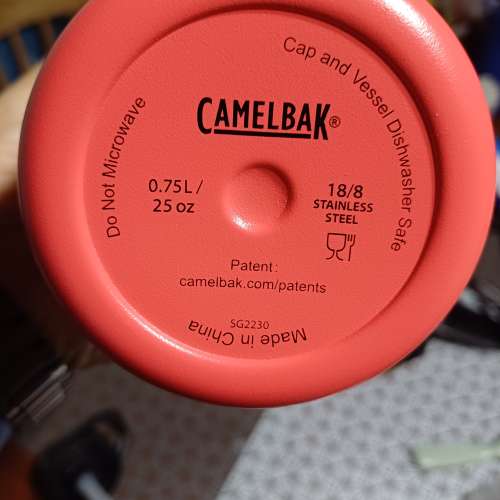 Cap and Vessel Dishwasher Safe
CAMELBAK®
Do Not Microwave
0.75L /
25 oz
18/8
STAINLESS
STEEL
Patent:
camelbak.com/patents
SG2230
Made in China